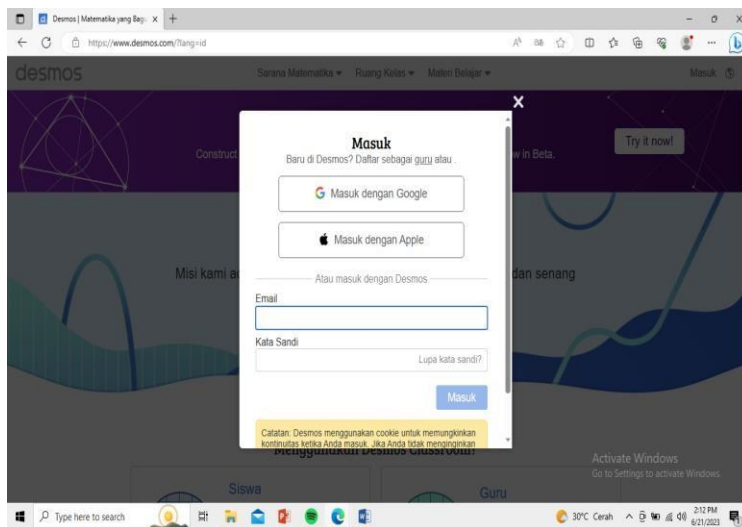 Desmos | Matematika yang Bag
https://www.desmos.com/?lang=id
desmos
Sarana Matematika
Ruang Kelas
Materi Belajar
Masuk
Construct
w in Beta.
Try it now!
Misi kami
dan senang
Masuk
Baru di Desmos? Daftar sebagai guru atau .
Masuk dengan Google
Masuk dengan Apple
Atau masuk dengan Desmos
Email
Kata Sandi
Lupa kata sandi?
Masuk
Catatan: Desmos menggunakan cookie untuk memungkinkan
kontinuitas ketika Anda masuk. Jika Anda tidak menginginkan
Menggunakan Desmos Classroom?
Siswa
Guru
Activate Windows
Go to Settings to activate Windows.
Type here to search
30°C Cerah
2:12 PM
6/21/2023